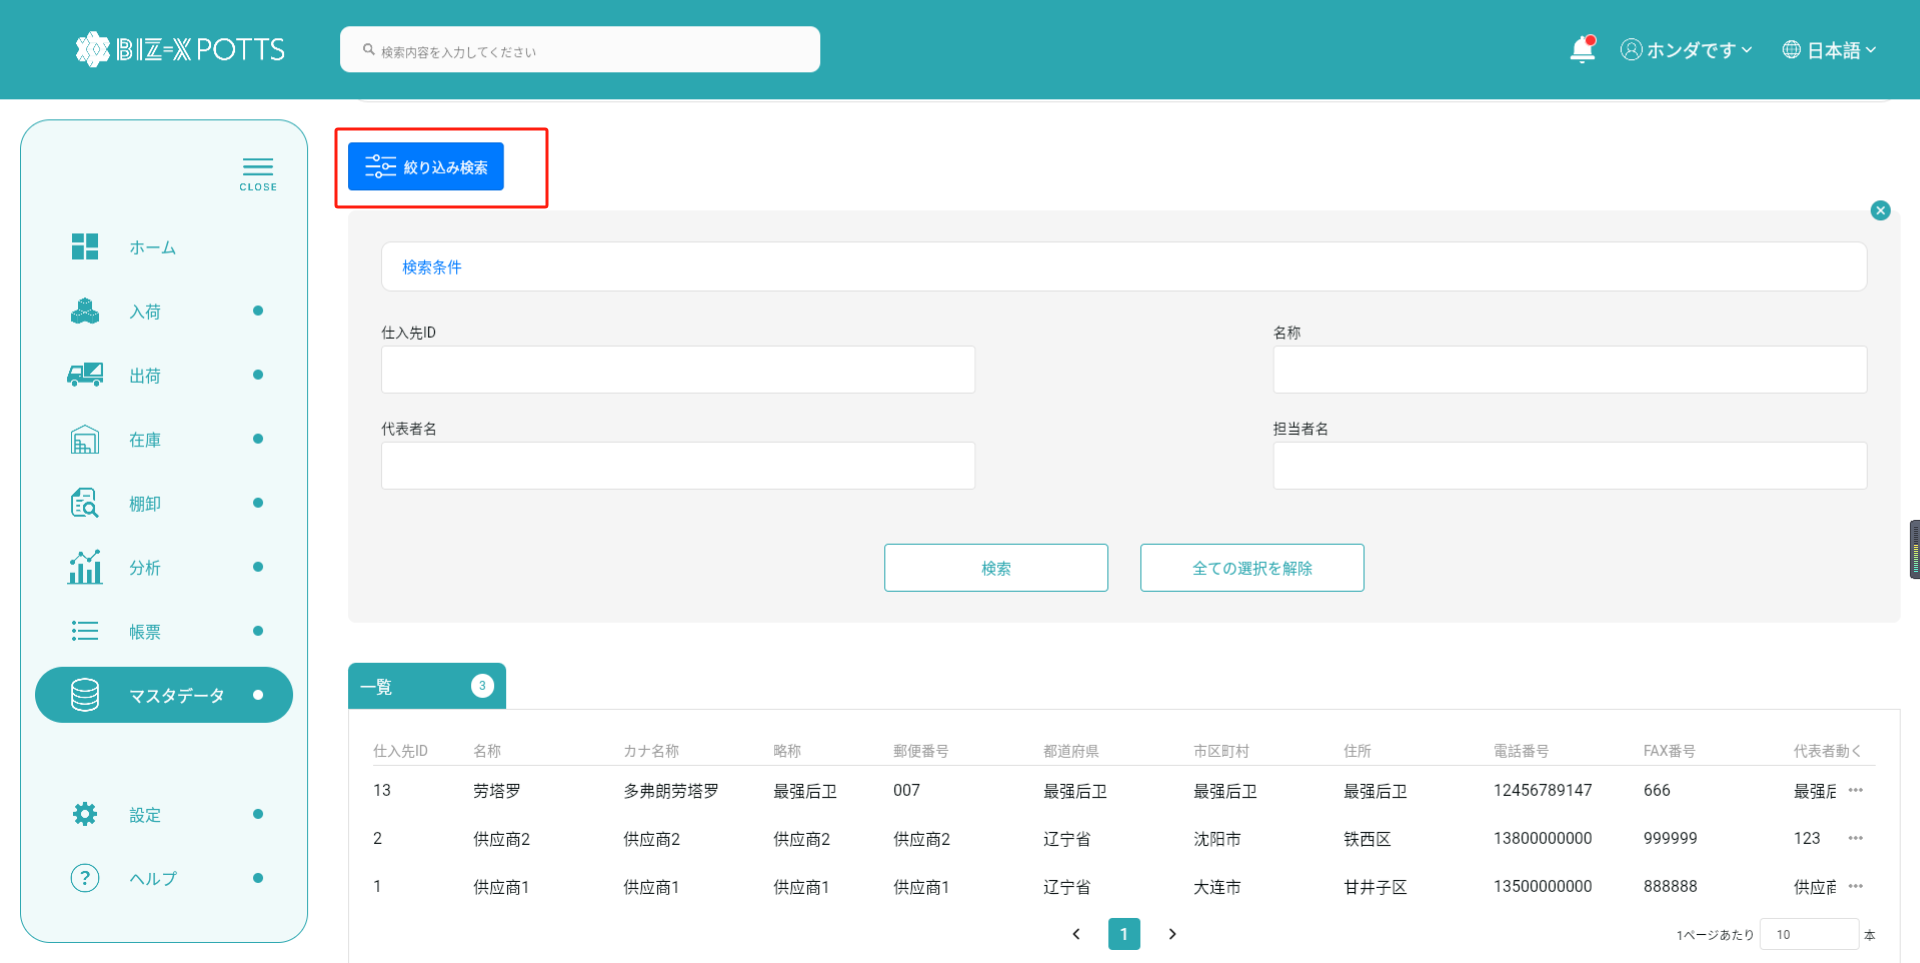 BIZ=X POTTS
検索内容を入力してください
ホンダです
日本語
CLOSE
ホーム
入荷
出荷
在庫
棚卸
分析
帳票
マスタデータ
設定
ヘルプ
絞り込み検索
検索条件
仕入先ID
名称
代表者名
担当者名
検索
全ての選択を解除
一覧 3
仕入先ID 名称 カナ名称 略称 郵便番号 都道府県 市区町村 住所 電話番号 FAX番号 代表者動く
13 劳塔罗 多弗朗劳塔罗 最强后卫 007 最强后卫 最强后卫 最强后卫 12456789147 666 最强后 ···
2 供应商2 供应商2 供应商2 供应商2 辽宁省 沈阳市 铁西区 13800000000 999999 123 ···
1 供应商1 供应商1 供应商1 供应商1 辽宁省 大连市 甘井子区 13500000000 888888 供应商 ···
1
1ページあたり 10 本